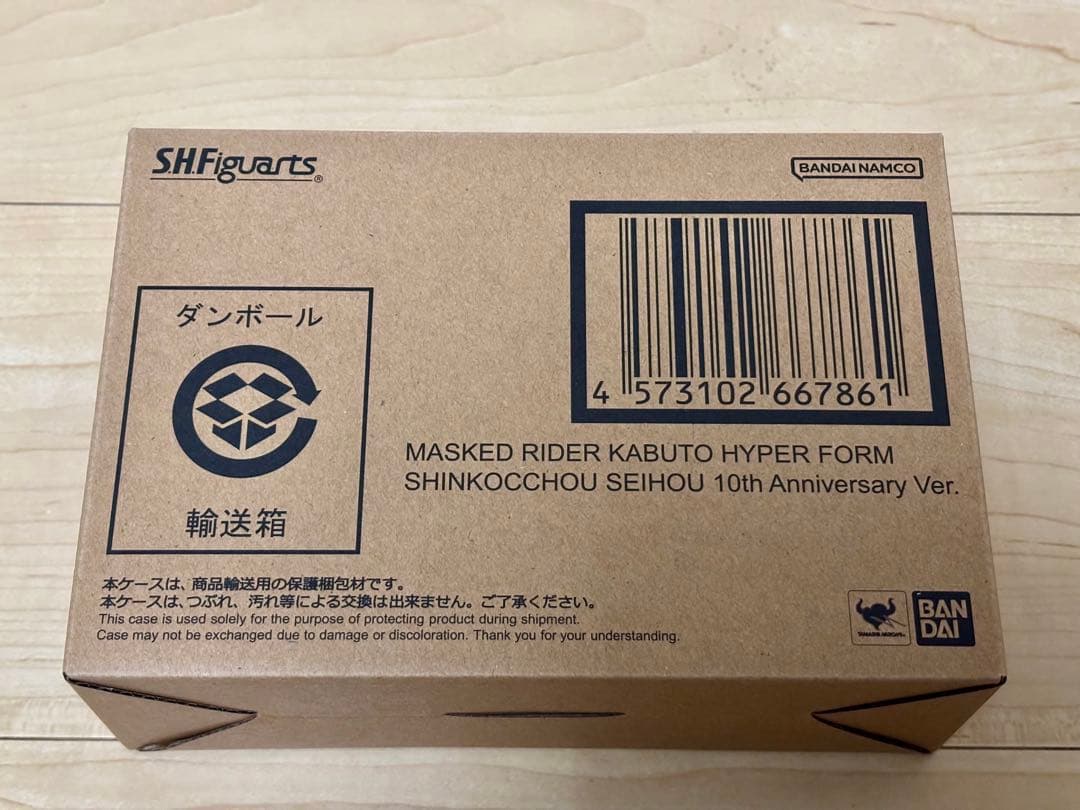 S.H.Figuarts®
BANDAI NAMCO
ダンボール
輸送箱
4 573102 667861
MASKED RIDER KABUTO HYPER FORM
SHINKOCCHOU SEIHOU 10th Anniversary Ver.
本ケースは、商品輸送用の保護梱包材です。
本ケースは、つぶれ、汚れ等による交換は出来ません。ご了承ください。
This case is used solely for the purpose of protecting product during shipment.
Case may not be exchanged due to damage or discoloration. Thank you for your understanding.
TAMASHII NATIONS
BAN
DAI